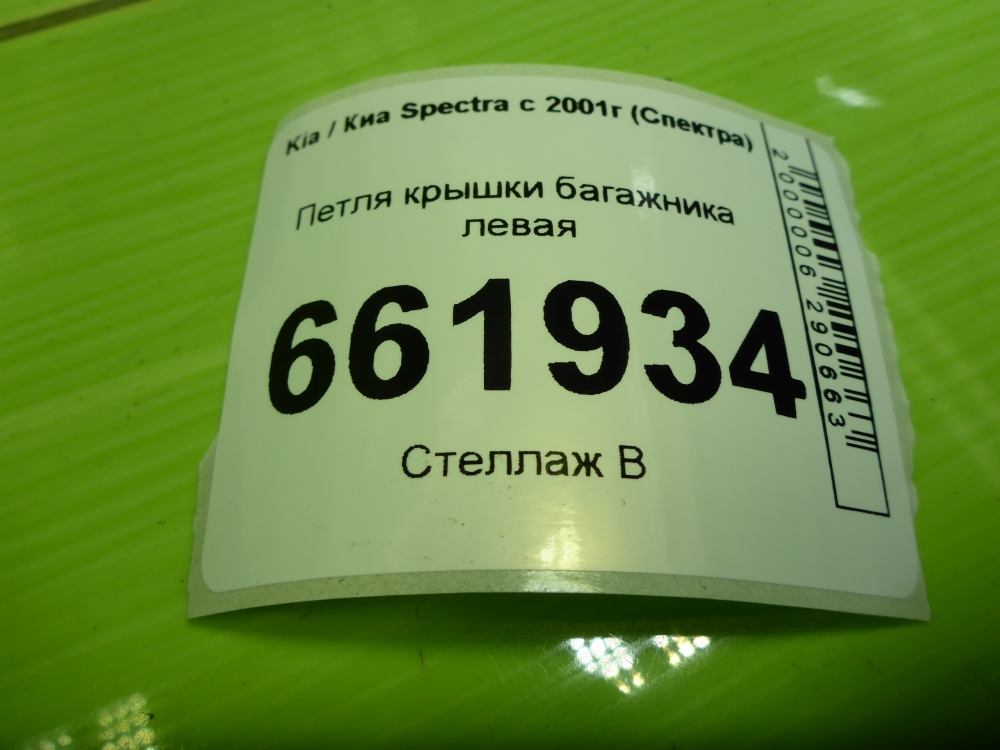 Kia / Киа Spectra с 2001г (Спектра)
Петля крышки багажника
левая
661934
Стеллаж В
2000006290663